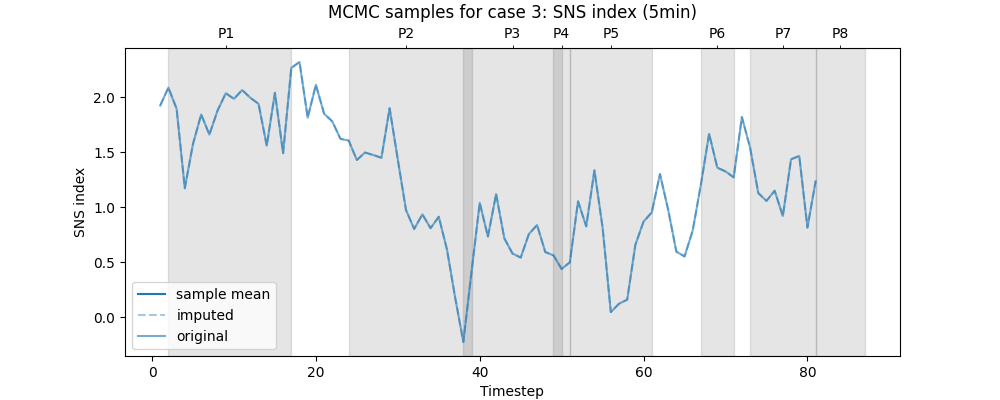 MCMC samples for case 3: SNS index (5min)
P1 P2 P3 P4 P5 P6 P7 P8
2.0
1.5
1.0
0.5
0.0
SNS index
sample mean
imputed
original
0 20 40 60 80
Timestep